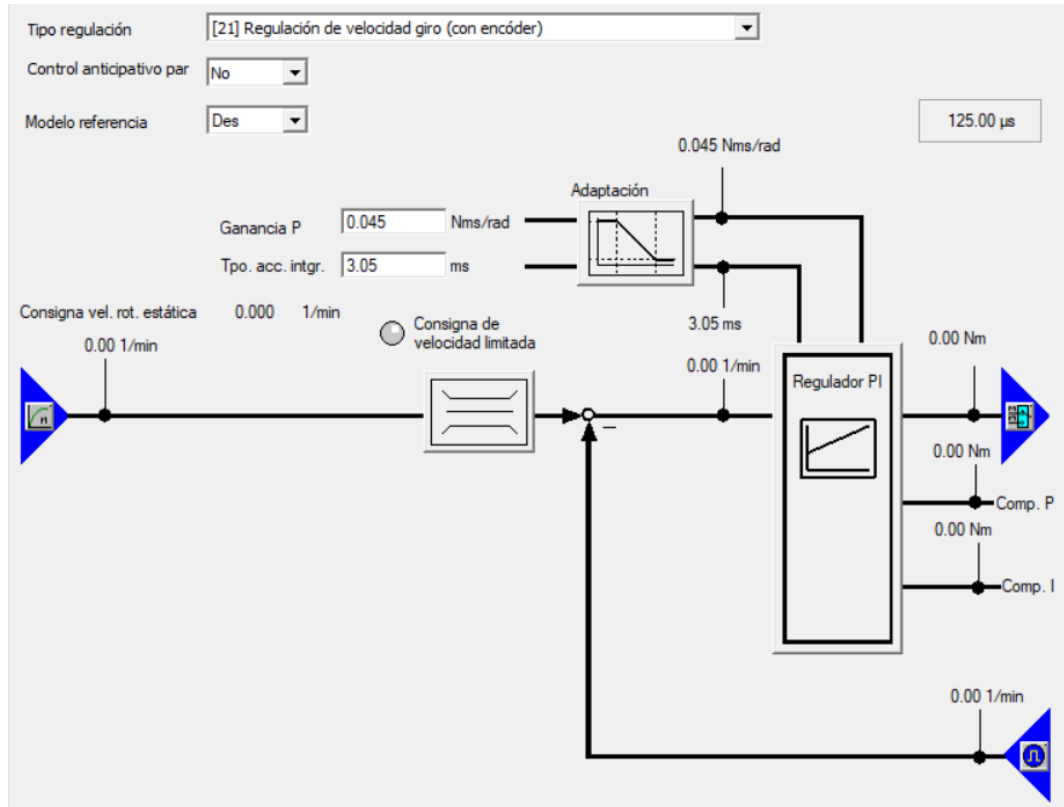 Tipo regulación
[21] Regulación de velocidad giro (con encóder)
Control anticipativo par
No
Modelo referencia
Des
125.00 µs
0.045 Nms/rad
Adaptación
Ganancia P
0.045
Nms/rad
Tpo. acc. intgr.
3.05
ms
Consigna vel. rot. estática
0.000
1/min
Consigna de
velocidad limitada
3.05 ms
0.00 1/min
0.00 1/min
0.00 Nm
Regulador PI
n
0.00 Nm
Comp. P
0.00 Nm
Comp. I
0.00 1/min